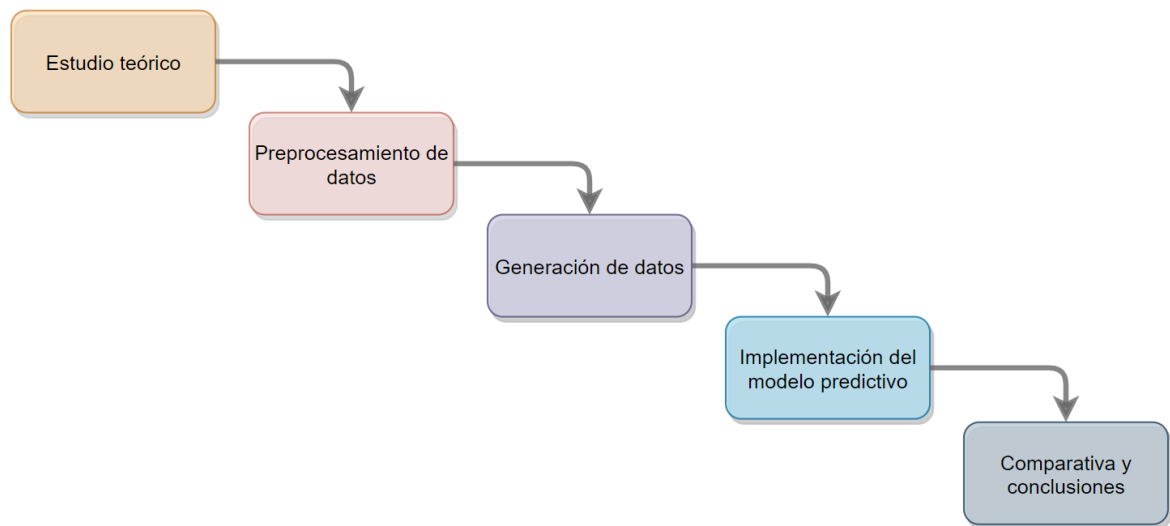 Estudio teórico
Preprocesamiento de
datos
Generación de datos
Implementación del
modelo predictivo
Comparativa y
conclusiones